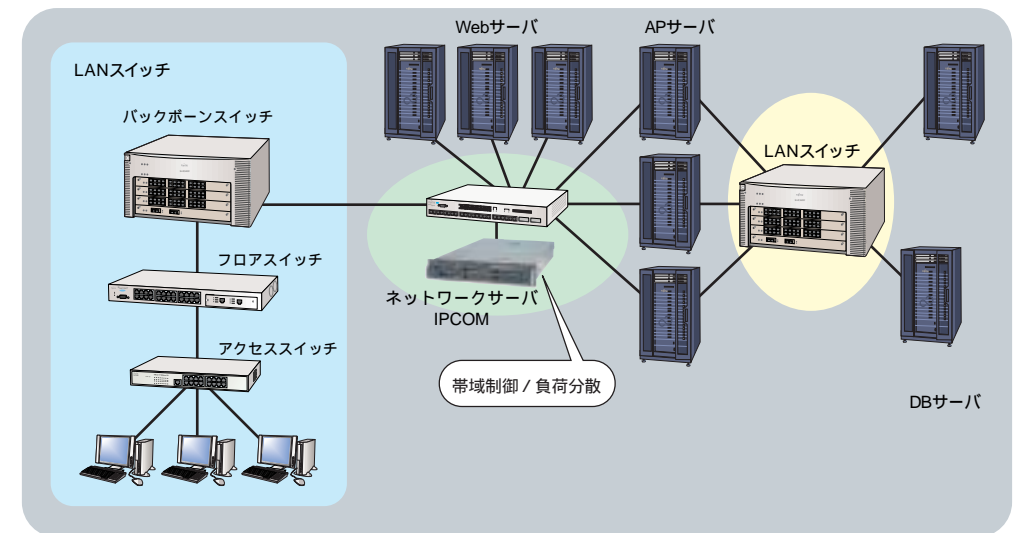 Webサーバ
APサーバ
LANスイッチ
バックボーンスイッチ
LANスイッチ
フロアスイッチ
ネットワークサーバ
IPCOM
アクセススイッチ
帯域制御 / 負荷分散
DBサーバ